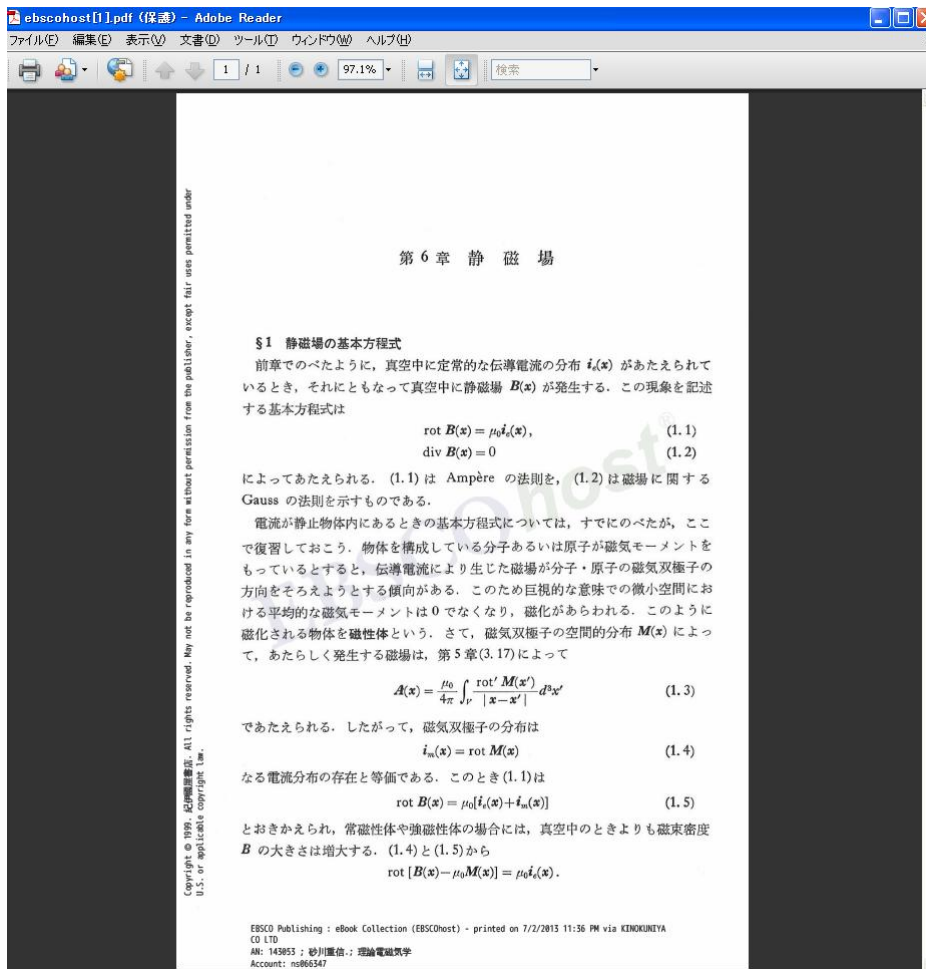 ebscohost[1].pdf (保護) - Adobe Reader
ファイル(F) 編集(E) 表示(V) 文書(D) ツール(T) ウィンドウ(W) ヘルプ(H)
1 / 1 97.1% 検索
第6章 静磁場
§1 静磁場の基本方程式
前章でのべたように，真空中に定常的な伝導電流の分布 iₑ(x) があたえられて
いるとき，それにともなって真空中に静磁場 B(x) が発生する．この現象を記述
する基本方程式は
rot B(x) = μ₀iₑ(x), (1.1)
div B(x) = 0 (1.2)
によってあたえられる．(1.1) は Ampère の法則を，(1.2) は磁場に関する
Gauss の法則を示すものである．
電流が静止物体内にあるときの基本方程式については，すでにのべたが，ここ
で復習しておこう．物体を構成している分子あるいは原子が磁気モーメントを
もっているとすると，伝導電流により生じた磁場が分子・原子の磁気双極子の
方向をそろえようとする傾向がある．このため巨視的な意味での微小空間にお
ける平均的な磁気モーメントは0でなくなり，磁化があらわれる．このように
磁化される物体を磁性体という．さて，磁気双極子の空間的分布 M(x) によっ
て，あたらしく発生する磁場は，第5章(3.17)によって
A(x) = μ₀/4π ∫_V rot′ M(x′)/|x−x′| d³x′ (1.3)
であたえられる．したがって，磁気双極子の分布は
iₘ(x) = rot M(x) (1.4)
なる電流分布の存在と等価である．このとき(1.1)は
rot B(x) = μ₀[iₑ(x)+iₘ(x)] (1.5)
とおきかえられ，常磁性体や強磁性体の場合には，真空中のときよりも磁束密度
B の大きさは増大する．(1.4)と(1.5)から
rot [B(x)−μ₀M(x)] = μ₀iₑ(x).
EBSCOhost®
Copyright © 1999. 紀伊國屋書店. All rights reserved. May not be reproduced in any form without permission from the publisher, except fair uses permitted under
U.S. or applicable copyright law.
EBSCO Publishing : eBook Collection (EBSCOhost) - printed on 7/2/2013 11:36 PM via KINOKUNIYA
CO LTD
AN: 143053 ; 砂川重信.; 理論電磁気学
Account: ns066347